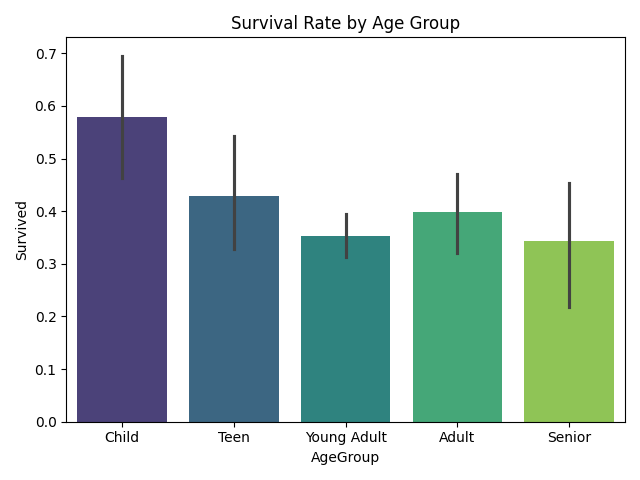 Survival Rate by Age Group
Survived
0.7
0.6
0.5
0.4
0.3
0.2
0.1
0.0
Child Teen Young Adult Adult Senior
AgeGroup